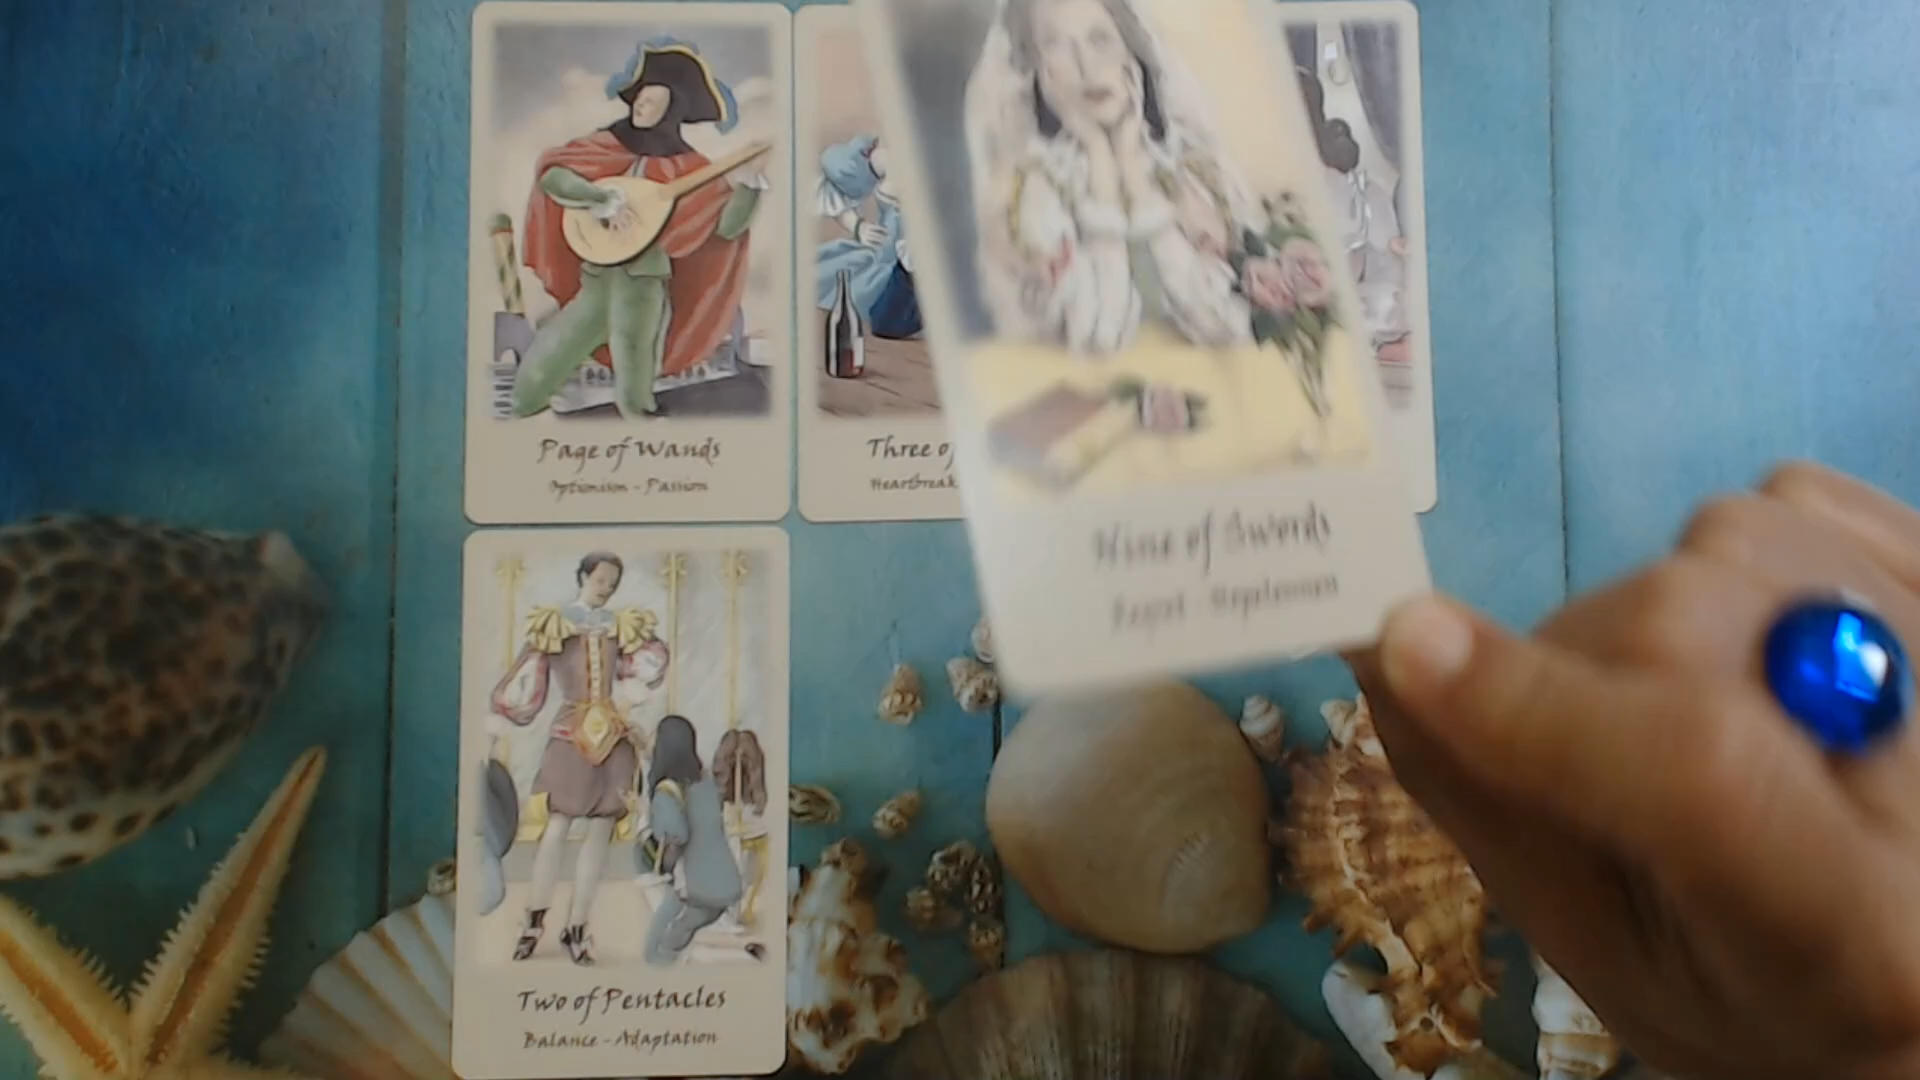 Page of Wands
Optimism - Passion
Three of
Heartbreak
Nine of Swords
Two of Pentacles
Balance - Adaptation